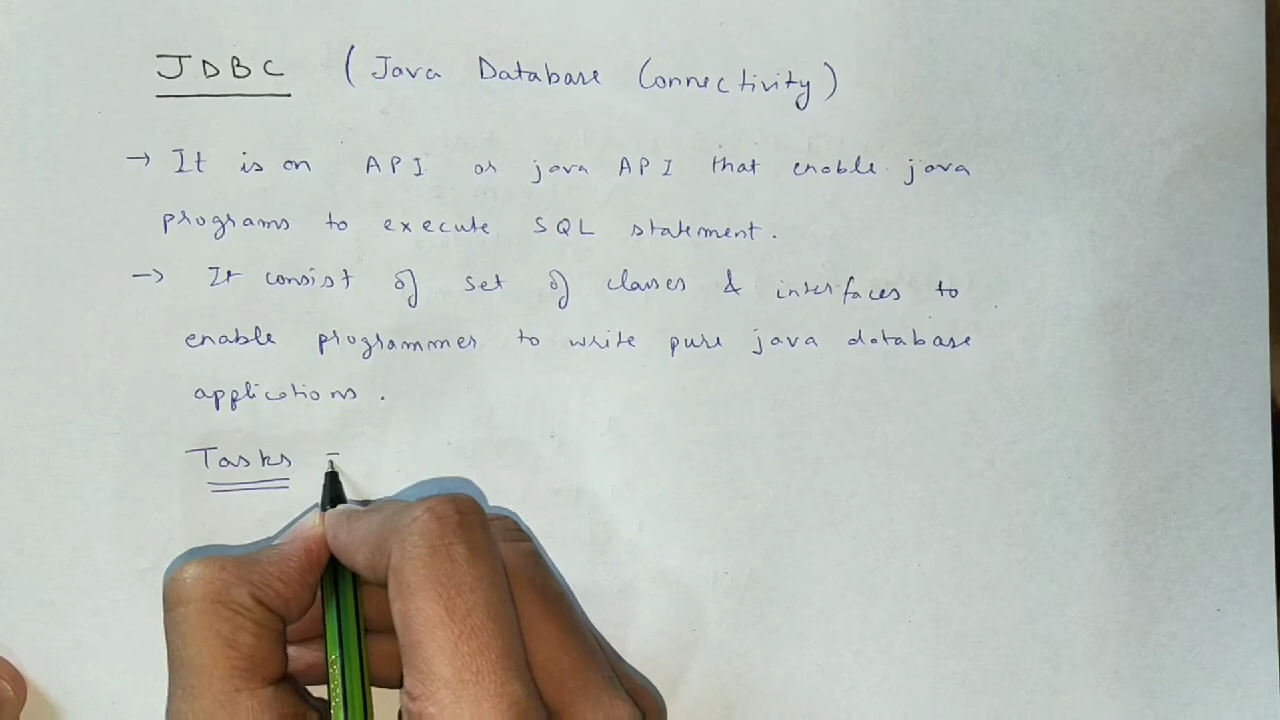 JDBC (Java Database Connectivity)
→ It is an API or java API that enable java
programs to execute SQL statement.
→ It consist of set of classes & interfaces to
enable programmer to write pure java database
applications.
Tasks -